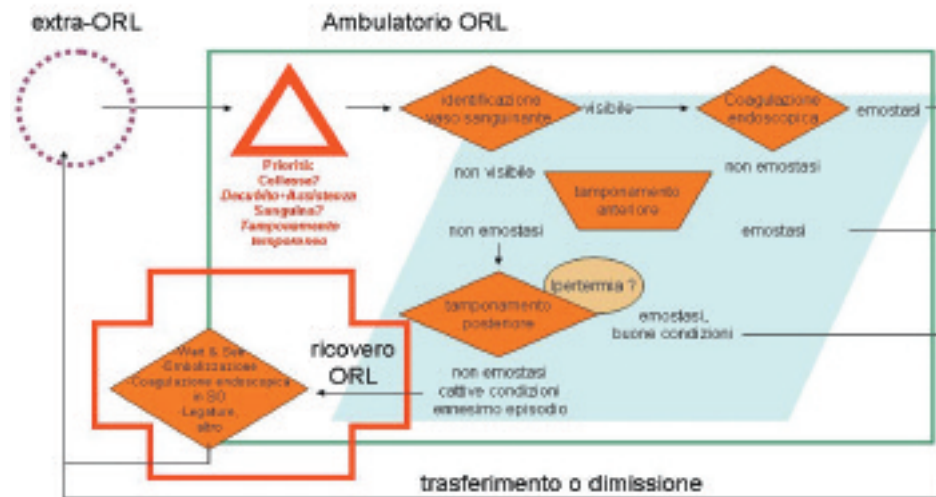 extra-ORL
Ambulatorio ORL
identificazione
vaso sanguinante
visibile
Coagulazione
endoscopica
emostasi
Priorità:
Collasso?
Decubito+Assistenza
Sanguina?
Tamponamento
temporaneo
non visibile
non emostasi
tamponamento
anteriore
non emostasi
emostasi
Ipertermia ?
tamponamento
posteriore
emostasi,
buone condizioni
ricovero
ORL
-Wait & See-
-Embolizzazione
-Coagulazione endoscopica
in SO
-Legature,
altro
non emostasi
cattive condizioni
ennesimo episodio
trasferimento o dimissione